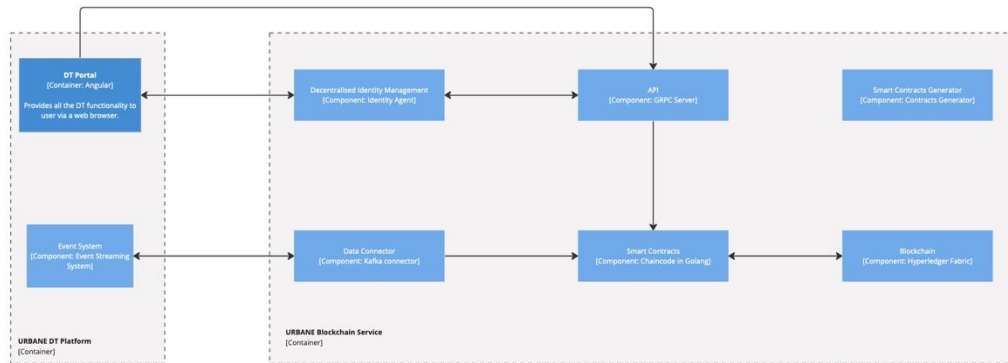 DT Portal
[Container: Angular]
Provides all the DT functionality to
user via a web browser.
Decentralised Identity Management
[Component: Identity Agent]
API
[Component: GRPC Server]
Smart Contracts Generator
[Component: Contracts Generator]
Event System
[Component: Event Streaming
System]
Data Connector
[Component: Kafka connector]
Smart Contracts
[Component: Chaincode in Golang]
Blockchain
[Component: Hyperledger Fabric]
URBANE DT Platform
[Container]
URBANE Blockchain Service
[Container]